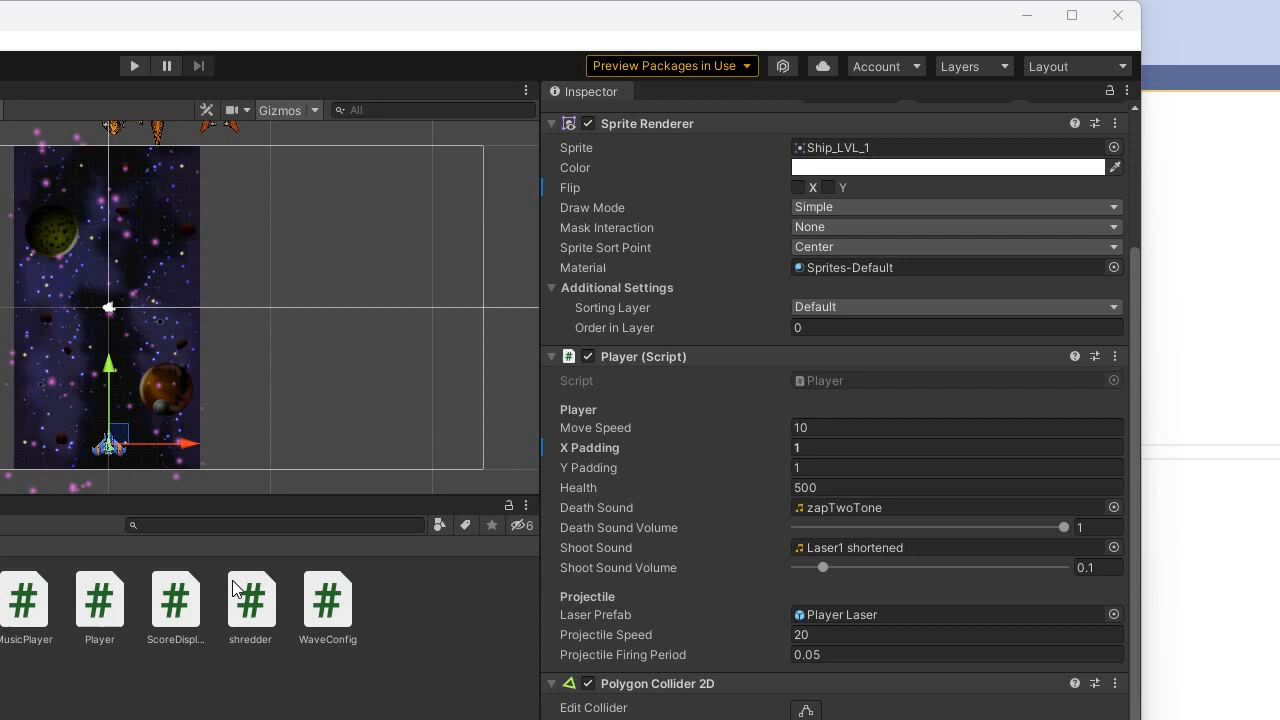 Preview Packages in Use
Account
Layers
Layout
Gizmos
All
Inspector
Sprite Renderer
Sprite
Ship_LVL_1
Color
Flip
X
Y
Draw Mode
Simple
Mask Interaction
None
Sprite Sort Point
Center
Material
Sprites-Default
Additional Settings
Sorting Layer
Default
Order in Layer
0
# Player (Script)
Script
Player
Player
Move Speed
10
X Padding
1
Y Padding
1
Health
500
Death Sound
zapTwoTone
Death Sound Volume
1
Shoot Sound
Laser1 shortened
Shoot Sound Volume
0.1
Projectile
Laser Prefab
Player Laser
Projectile Speed
20
Projectile Firing Period
0.05
Polygon Collider 2D
Edit Collider
6
# # # # #
MusicPlayer
Player
ScoreDispl...
shredder
WaveConfig